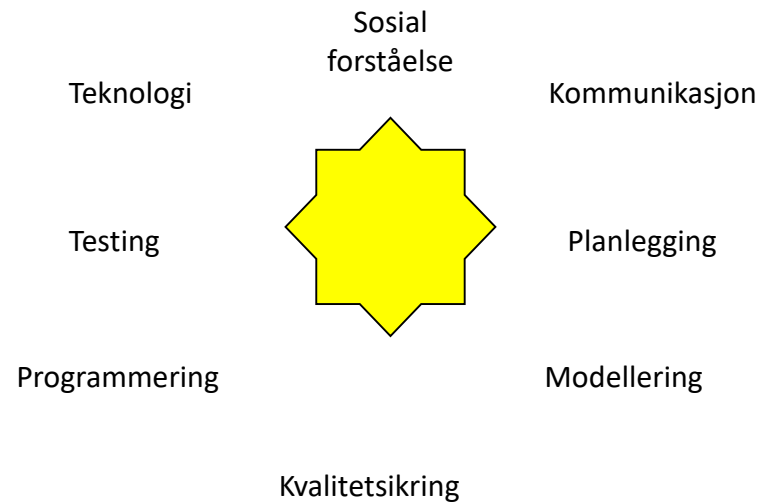 Sosial
forståelse
Teknologi
Kommunikasjon
Testing
Planlegging
Programmering
Modellering
Kvalitetsikring